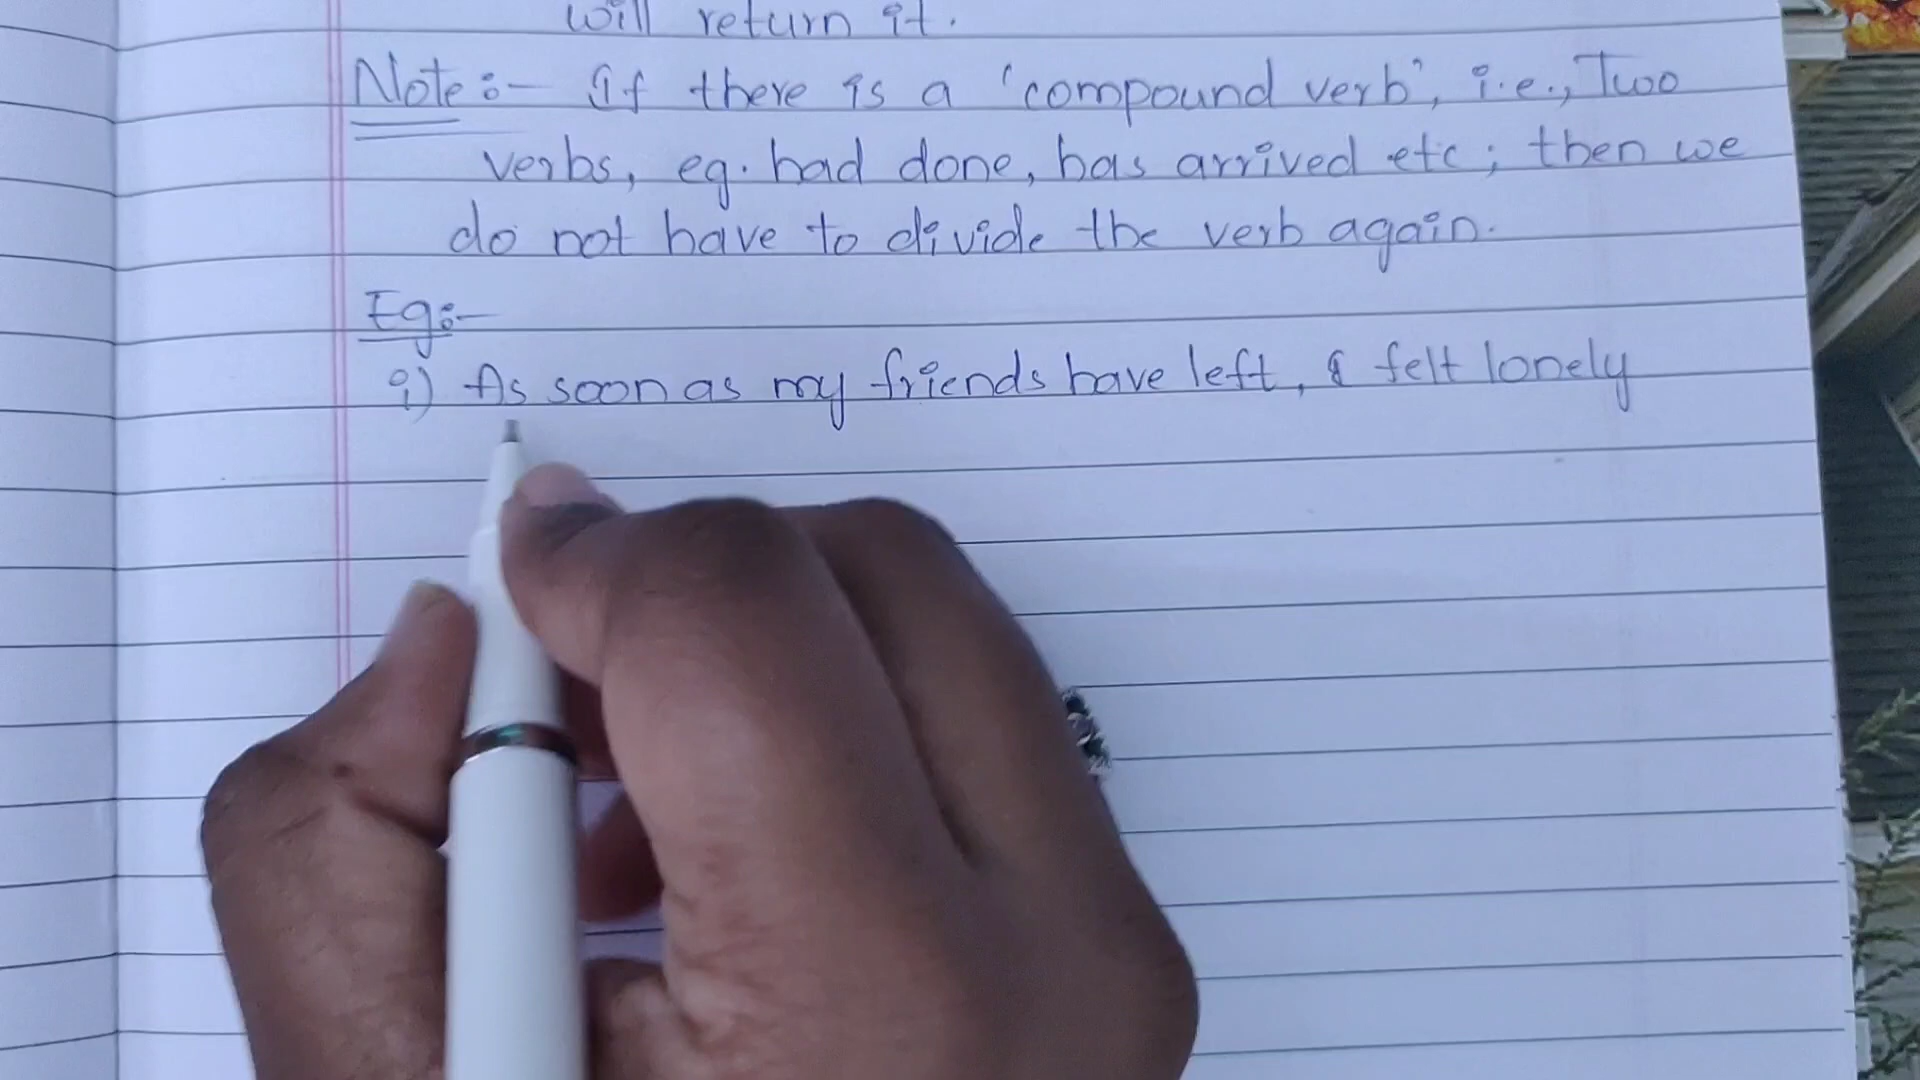 will return it.
Note :- If there is a 'compound verb', i.e., Two
verbs, eg. had done, has arrived etc; then we
do not have to divide the verb again.
Eg:-
i) As soon as my friends have left, I felt lonely